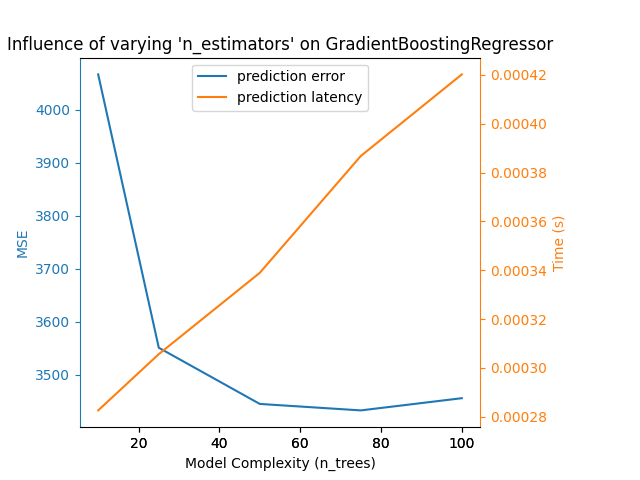 Influence of varying 'n_estimators' on GradientBoostingRegressor
prediction error
prediction latency
4000
3900
3800
3700
3600
3500
MSE
0.00042
0.00040
0.00038
0.00036
0.00034
0.00032
0.00030
0.00028
Time (s)
20 40 60 80 100
Model Complexity (n_trees)